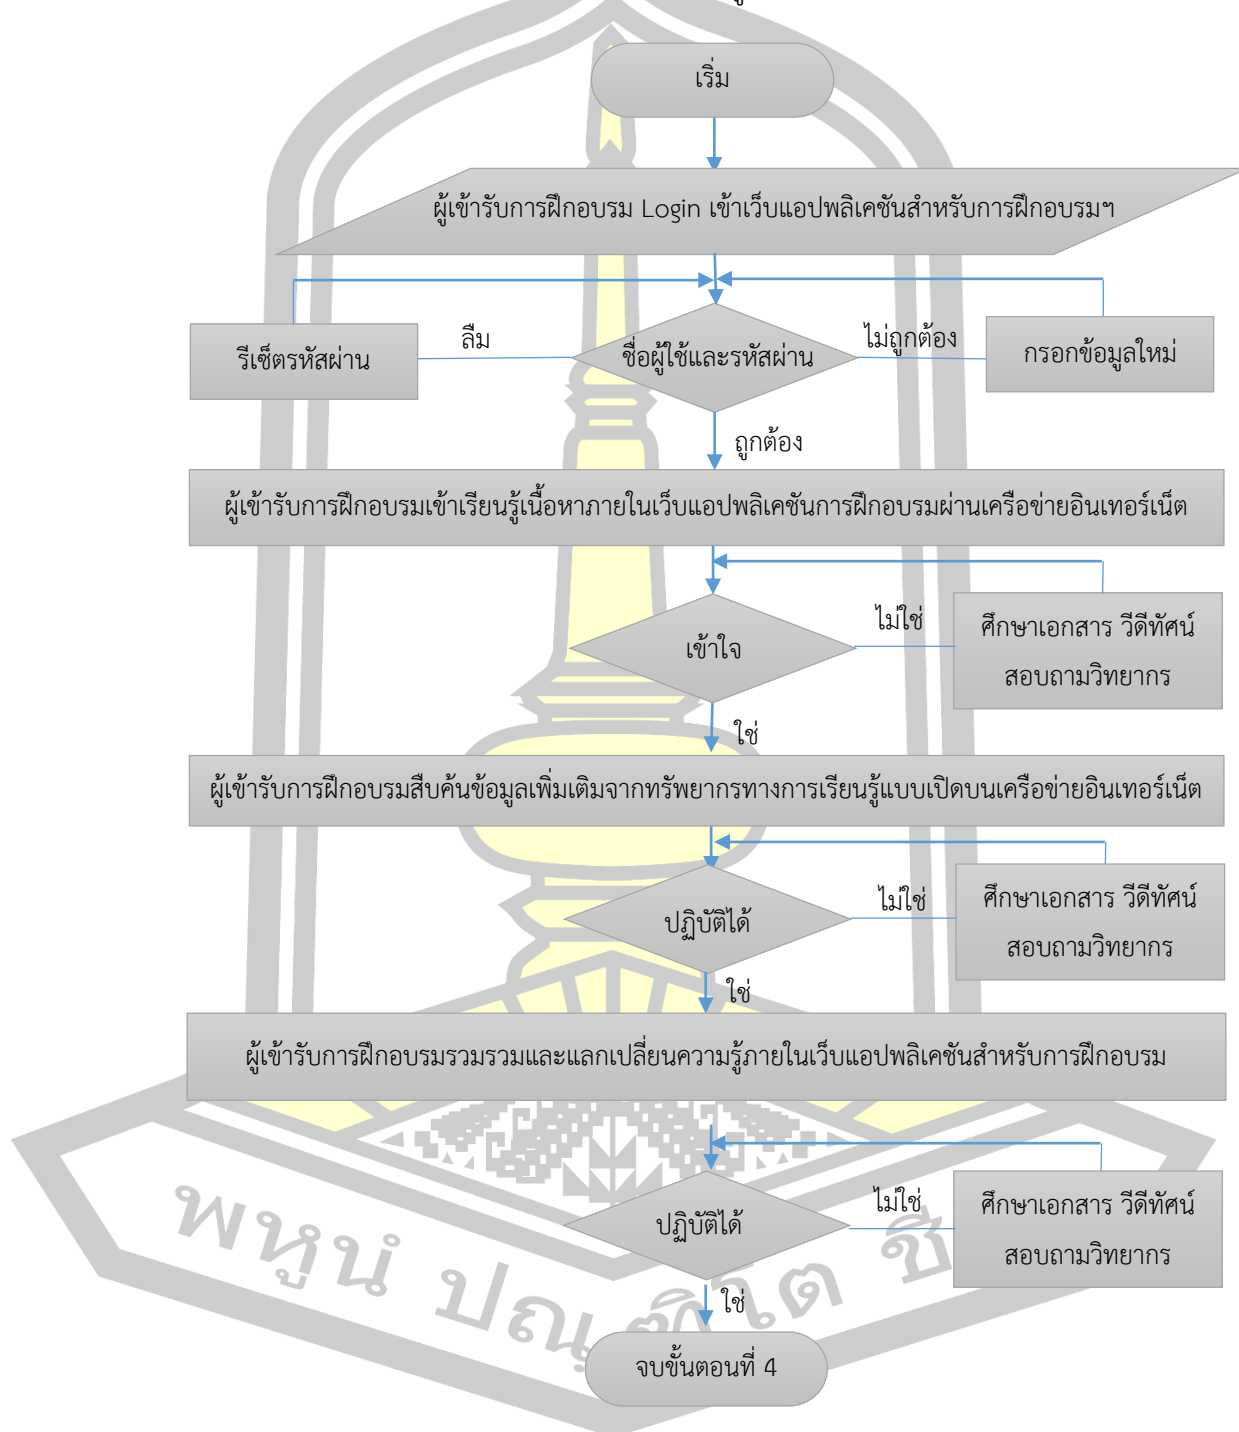 เริ่ม
ผู้เข้ารับการฝึกอบรม Login เข้าเว็บแอปพลิเคชันสำหรับการฝึกอบรมฯ
รีเซ็ตรหัสผ่าน
ลืม
ชื่อผู้ใช้และรหัสผ่าน
ไม่ถูกต้อง
กรอกข้อมูลใหม่
ถูกต้อง
ผู้เข้ารับการฝึกอบรมเข้าเรียนรู้เนื้อหาภายในเว็บแอปพลิเคชันการฝึกอบรมผ่านเครือข่ายอินเทอร์เน็ต
เข้าใจ
ไม่ใช่
ศึกษาเอกสาร วีดีทัศน์
สอบถามวิทยากร
ใช่
ผู้เข้ารับการฝึกอบรมสืบค้นข้อมูลเพิ่มเติมจากทรัพยากรทางการเรียนรู้แบบเปิดบนเครือข่ายอินเทอร์เน็ต
ปฏิบัติได้
ไม่ใช่
ศึกษาเอกสาร วีดีทัศน์
สอบถามวิทยากร
ใช่
ผู้เข้ารับการฝึกอบรมรวมรวมและแลกเปลี่ยนความรู้ภายในเว็บแอปพลิเคชันสำหรับการฝึกอบรม
ปฏิบัติได้
ไม่ใช่
ศึกษาเอกสาร วีดีทัศน์
สอบถามวิทยากร
ใช่
จบขั้นตอนที่ 4
พหูนํ